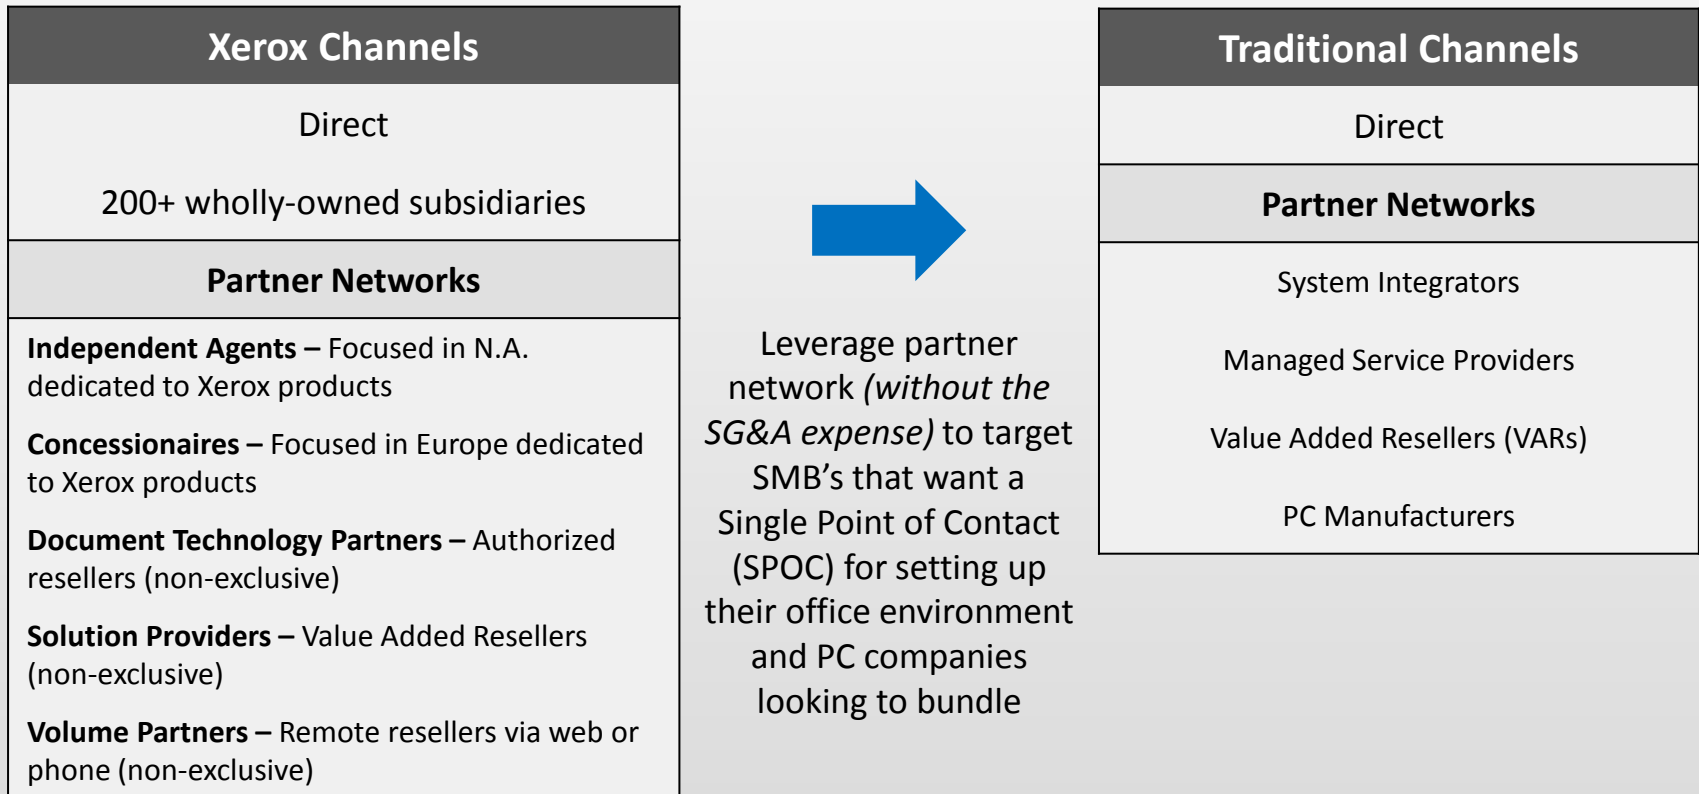 Xerox Channels
Direct
200+ wholly-owned subsidiaries
Partner Networks
Independent Agents – Focused in N.A.
dedicated to Xerox products
Concessionaires – Focused in Europe dedicated
to Xerox products
Document Technology Partners – Authorized
resellers (non-exclusive)
Solution Providers – Value Added Resellers
(non-exclusive)
Volume Partners – Remote resellers via web or
phone (non-exclusive)
Leverage partner
network (without the
SG&A expense) to target
SMB’s that want a
Single Point of Contact
(SPOC) for setting up
their office environment
and PC companies
looking to bundle
Traditional Channels
Direct
Partner Networks
System Integrators
Managed Service Providers
Value Added Resellers (VARs)
PC Manufacturers